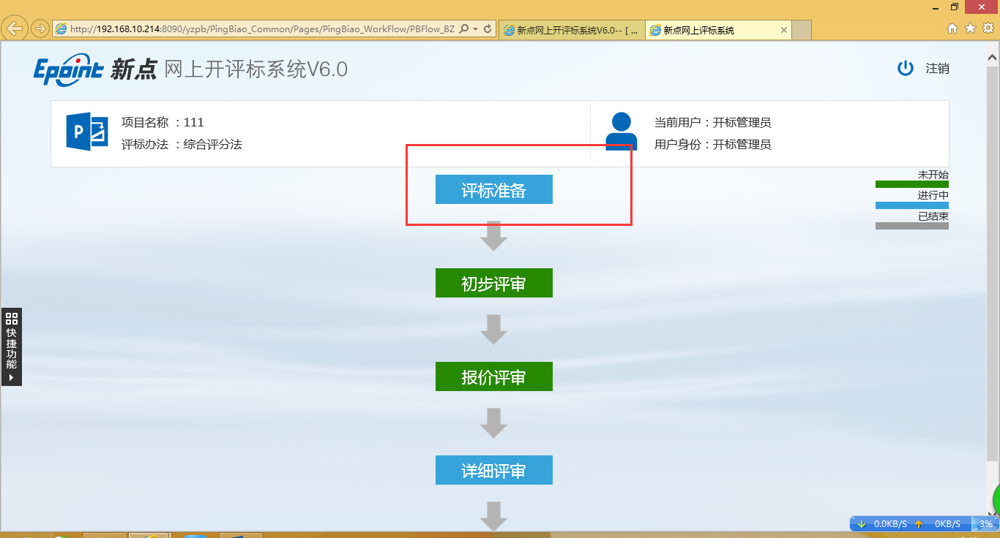 http://192.168.10.214:8090/yzpb/PingBiao_Common/Pages/PingBiao_WorkFlow/PBFlow_BZ
新点网上开评标系统V6.0-- [ ...
新点网上评标系统
Epoint 新点 网上开评标系统V6.0
注销
项目名称 ：111
评标办法 ：综合评分法
当前用户：开标管理员
用户身份：开标管理员
未开始
进行中
已结束
评标准备
初步评审
报价评审
详细评审
快捷功能
0.0KB/S
0KB/S
3%